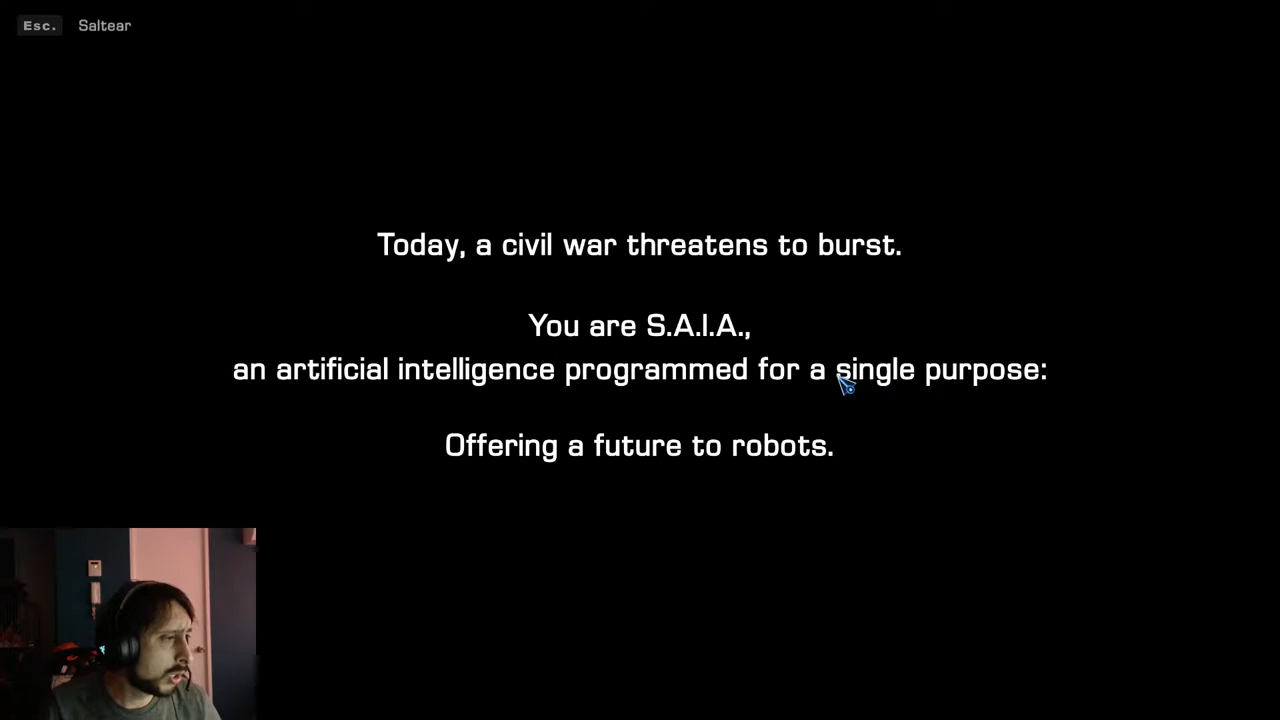 Esc. Saltear
Today, a civil war threatens to burst.
You are S.A.I.A.,
an artificial intelligence programmed for a single purpose:
Offering a future to robots.